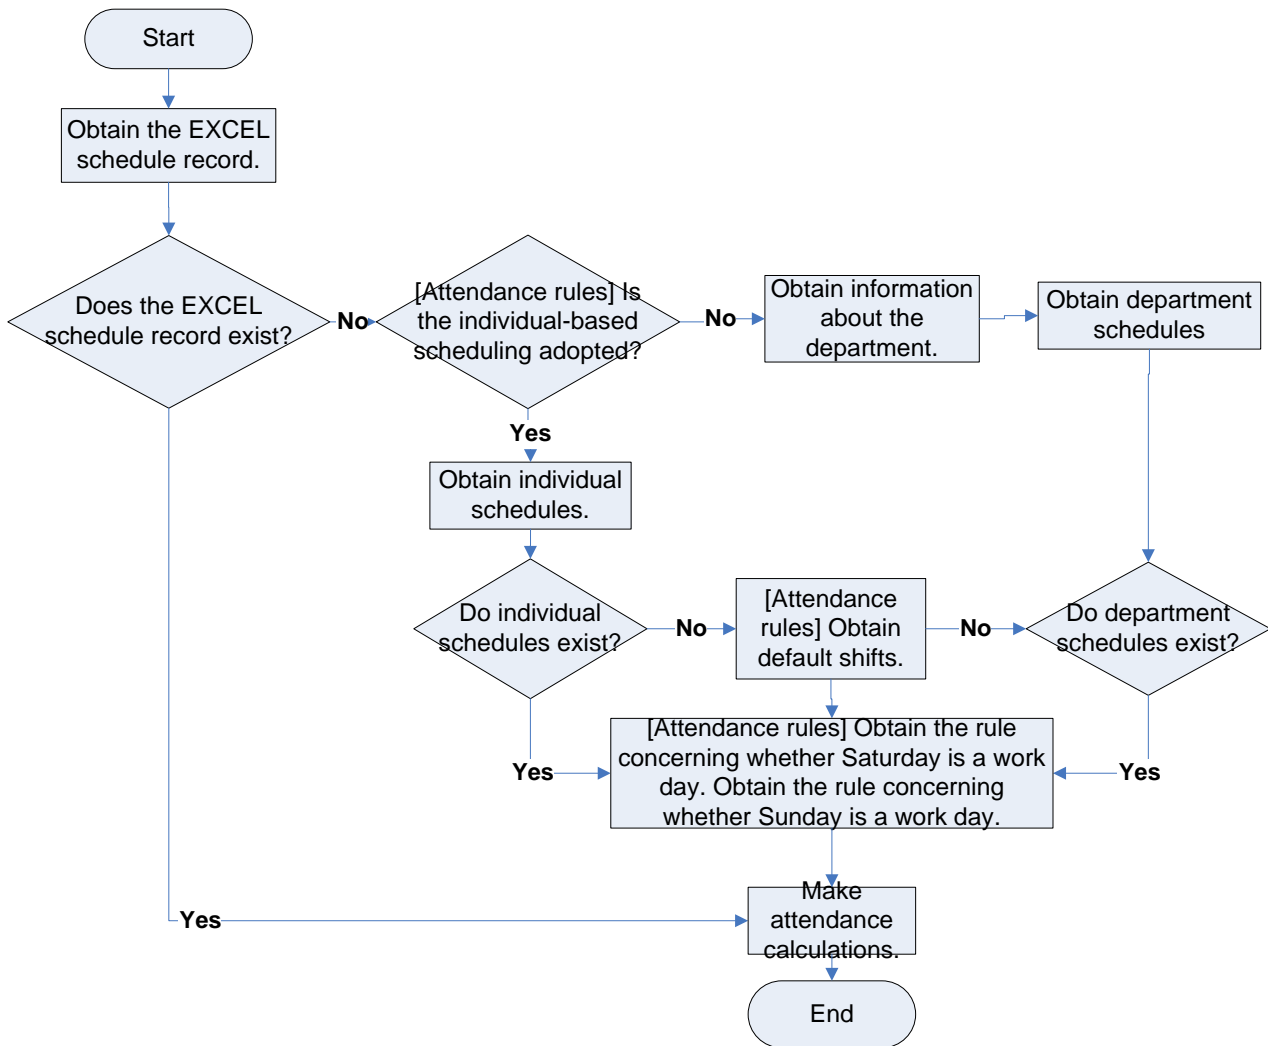 Start
Obtain the EXCEL
schedule record.
Does the EXCEL
schedule record exist?
No
[Attendance rules] Is
the individual-based
scheduling adopted?
No
Obtain information
about the
department.
Obtain department
schedules
Yes
Obtain individual
schedules.
Do individual
schedules exist?
No
[Attendance
rules] Obtain
default shifts.
No
Do department
schedules exist?
Yes
[Attendance rules] Obtain the rule
concerning whether Saturday is a work
day. Obtain the rule concerning
whether Sunday is a work day.
Yes
Yes
Make
attendance
calculations.
End